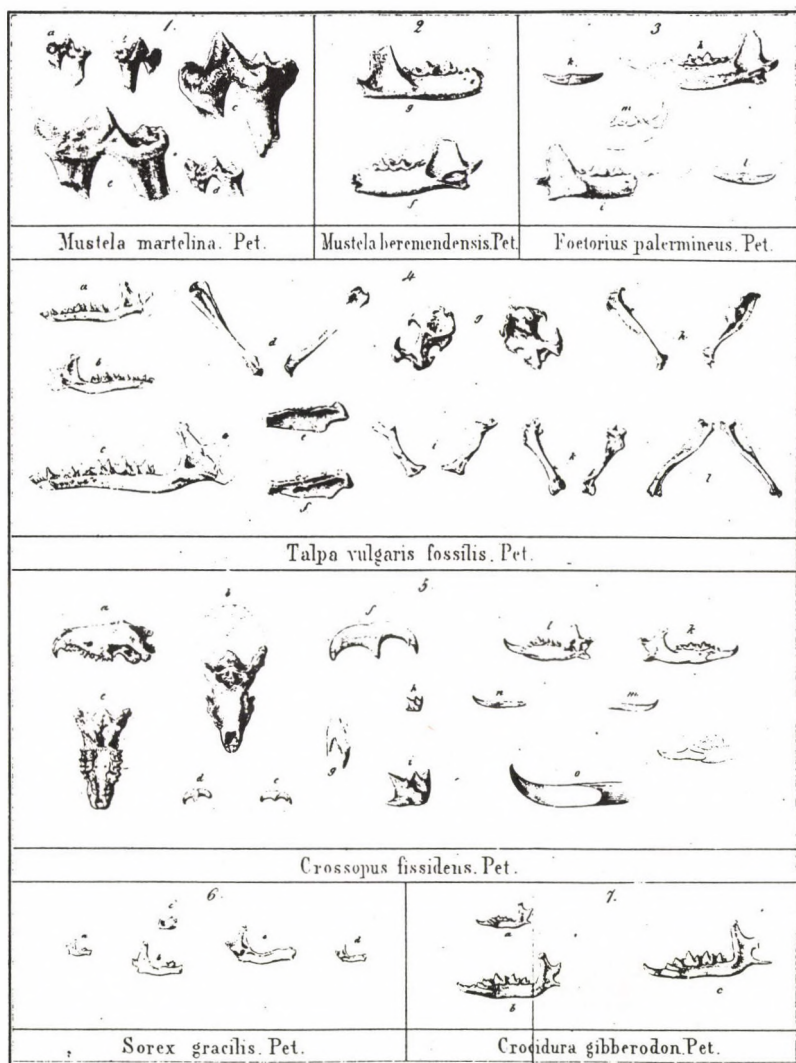 1.
a
c
e
d
Mustela martelina. Pet.
2
g
f
Mustela beremendensis. Pet.
3
k
h
m
l
i
Foetorius palermineus. Pet.
4
a
b
c
d
e
f
g
h
i
k
l
Talpa vulgaris fossilis. Pet.
5
a
b
f
l
k
c
h
n
m
g
i
d
e
o
Crossopus fissidens. Pet.
6
c
a
b
e
d
Sorex gracilis. Pet.
7.
a
b
c
Crocidura gibberodon. Pet.